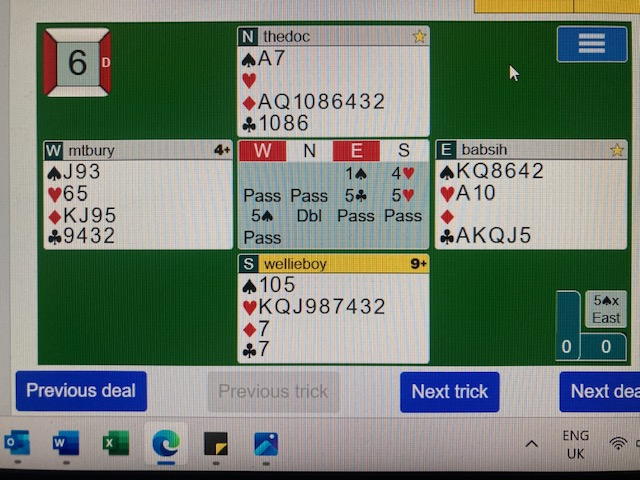 6 D
N thedoc
♠A7
♥
♦AQ1086432
♣1086
W mtbury 4+
♠J93
♥65
♦KJ95
♣9432
W N E S
1♠ 4♥
Pass Pass 5♣ 5♥
5♠ Dbl Pass Pass
Pass
E babsih
♠KQ8642
♥A10
♦
♣AKQJ5
S wellieboy 9+
♠105
♥KQJ987432
♦7
♣7
5♠x
East
0 0
Previous deal Previous trick Next trick Next dea
ENG
UK